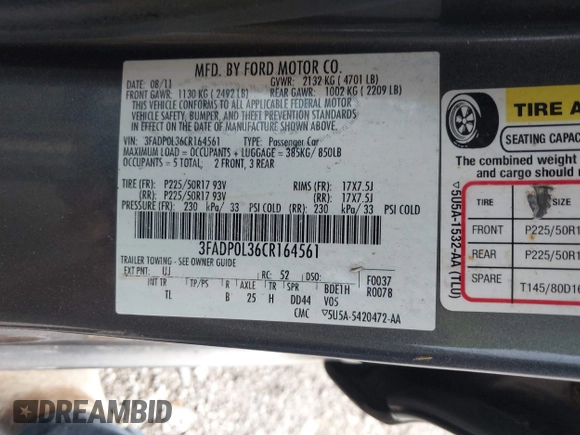 MFD. BY FORD MOTOR CO.
08/11 GVWR: 2132 KG ( 4701 LB)
FRONT GAWR: 1130 KG ( 2492 LB) REAR GAWR: 1002 KG ( 2209 LB)
THIS VEHICLE CONFORMS TO ALL APPLICABLE FEDERAL MOTOR
VEHICLE SAFETY, BUMPER, AND THEFT PREVENTION STANDARDS
IN EFFECT ON THE DATE OF MANUFACTURE SHOWN ABOVE.
VIN: 3FADP0L36CR164561 TYPE: Passenger Car
MAXIMUM LOAD = OCCUPANTS + LUGGAGE = 385KG/ 850LB
OCCUPANTS = 5 TOTAL, 2 FRONT, 3 REAR
TIRE (FR): P225/50R17 93V RIMS (FR): 17X7.5J
(RR): P225/50R17 93V (RR): 17X7.5J
PRESSURE (FR): 230 kPa/ 33 PSI COLD (RR): 230 kPa/ 33 PSI COLD
3FADP0L36CR164561
TRAILER TOWING - SEE OWNER GUIDE
EXT PNT: UJ RC: 52 DSO: F0037
INT TR TP/PS R AXLE TR SPR BDE1H R0078
TL B 25 H DD44 V05
CMC ▽5U5A-5420472-AA
TIRE A
SEATING CAPAC
The combined weight
and cargo should
▽5U5A-1532-AA (TLU)
TIRE SIZE
FRONT P225/50R1
REAR P225/50R1
SPARE T145/80D16
DREAMBID